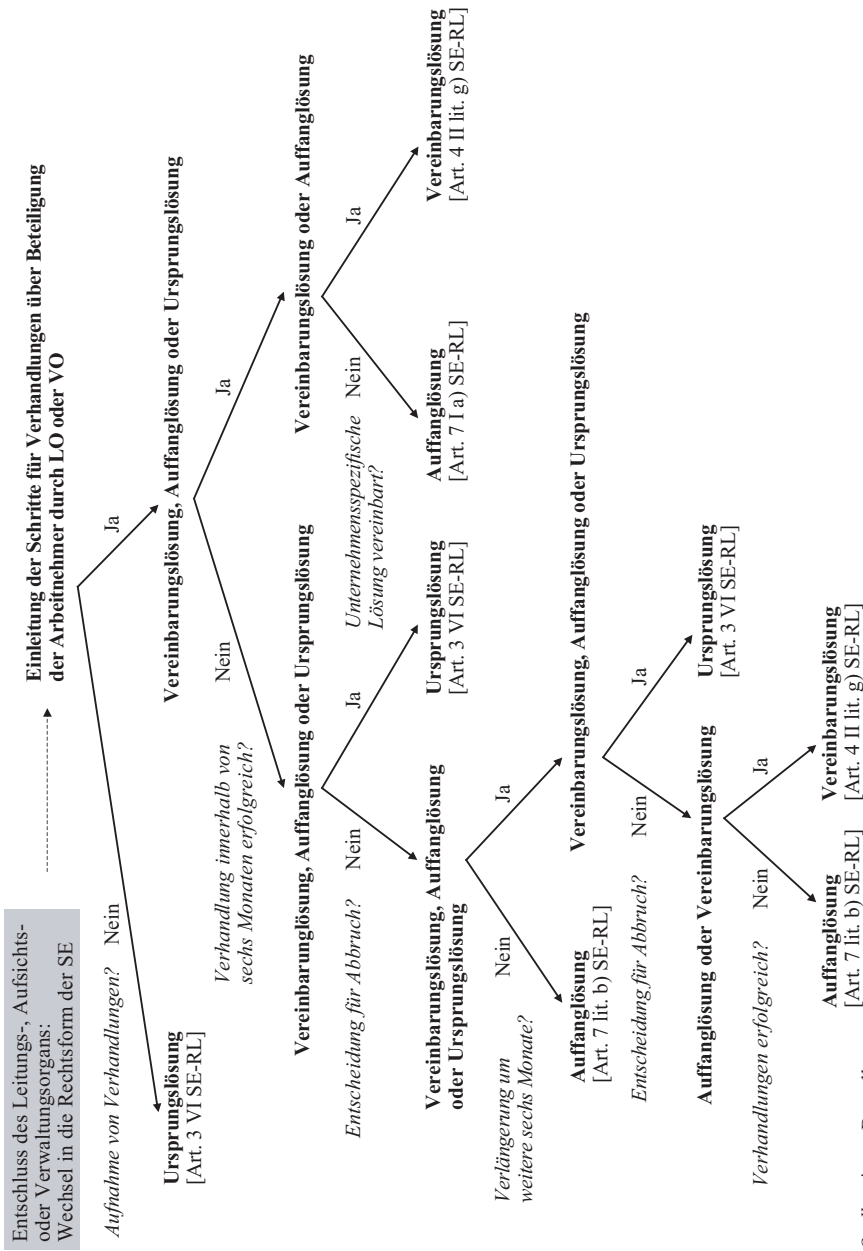 Entschluss des Leitungs-, Aufsichts-
oder Verwaltungsorgans:
Wechsel in die Rechtsform der SE
Einleitung der Schritte für Verhandlungen über Beteiligung
der Arbeitnehmer durch LO oder VO
Aufnahme von Verhandlungen?
Nein
Ja
Ursprungslösung
[Art. 3 VI SE-RL]
Vereinbarungslösung, Auffanglösung oder Ursprungslösung
Verhandlung innerhalb von
sechs Monaten erfolgreich?
Nein
Ja
Vereinbarunglösung, Auffanglösung oder Ursprungslösung
Vereinbarungslösung oder Auffanglösung
Entscheidung für Abbruch?
Nein
Ja
Unternehmensspezifische
Lösung vereinbart?
Nein
Ja
Vereinbarungslösung, Auffanglösung
oder Ursprungslösung
Ursprungslösung
[Art. 3 VI SE-RL]
Auffanglösung
[Art. 7 I a) SE-RL]
Vereinbarungslösung
[Art. 4 II lit. g) SE-RL]
Verlängerung um
weitere sechs Monate?
Nein
Ja
Auffanglösung
[Art. 7 lit. b) SE-RL]
Vereinbarungslösung, Auffanglösung oder Ursprungslösung
Entscheidung für Abbruch?
Nein
Ja
Auffanglösung oder Vereinbarungslösung
Ursprungslösung
[Art. 3 VI SE-RL]
Verhandlungen erfolgreich?
Nein
Ja
Auffanglösung
[Art. 7 lit. b) SE-RL]
Vereinbarungslösung
[Art. 4 II lit. g) SE-RL]